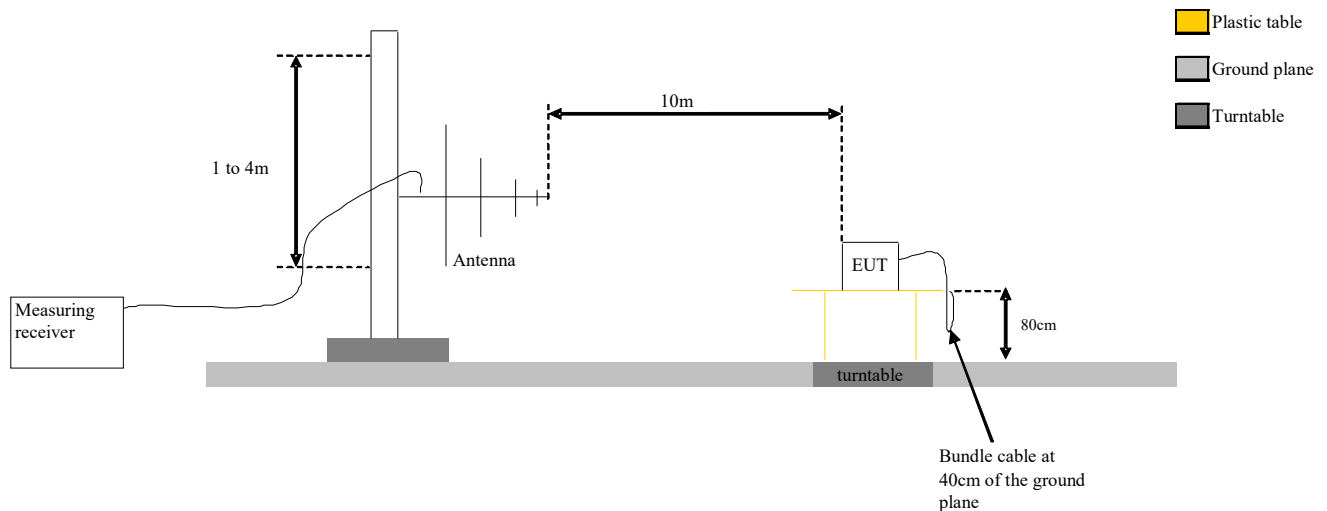 Plastic table
Ground plane
Turntable
10m
1 to 4m
Antenna
EUT
Measuring
receiver
80cm
turntable
Bundle cable at
40cm of the ground
plane